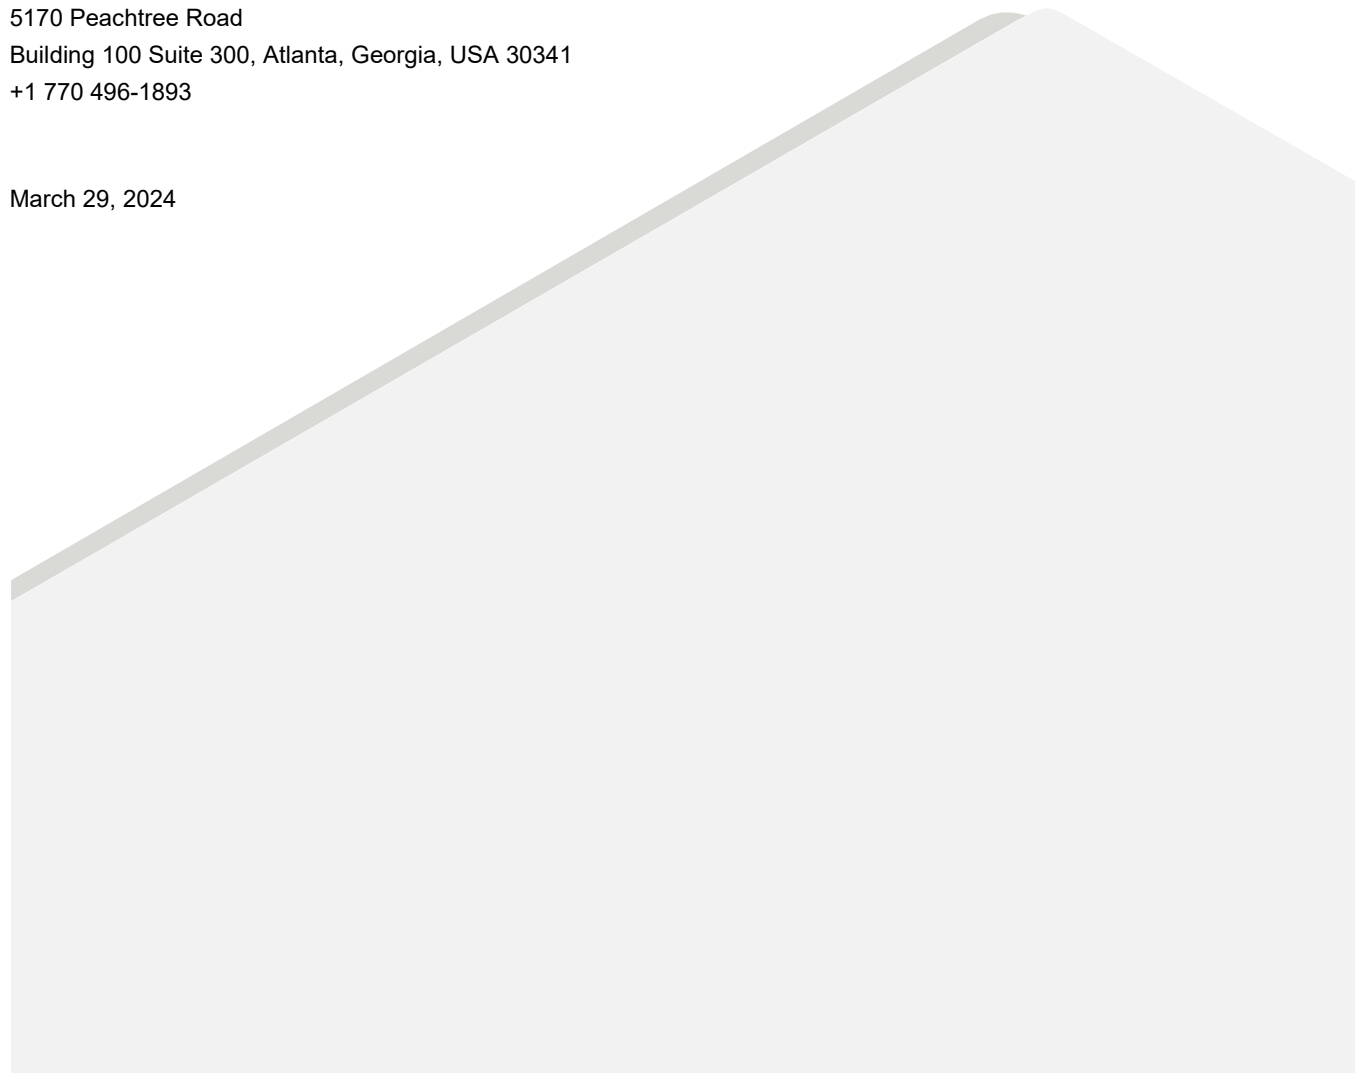 5170 Peachtree Road
Building 100 Suite 300, Atlanta, Georgia, USA 30341
+1 770 496-1893
March 29, 2024